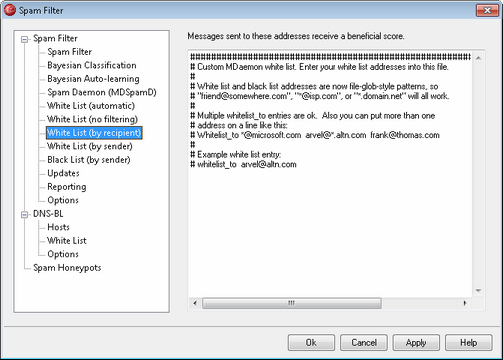 Spam Filter
Spam Filter
Spam Filter
Bayesian Classification
Bayesian Auto-learning
Spam Daemon (MDSpamD)
White List (automatic)
White List (no filtering)
White List (by recipient)
White List (by sender)
Black List (by sender)
Updates
Reporting
Options
DNS-BL
Hosts
White List
Options
Spam Honeypots
Messages sent to these addresses receive a beneficial score.
######################################################################
# Custom MDaemon white list. Enter your white list addresses into this file.
#
# White list and black list addresses are now file-glob-style patterns, so
# "friend@somewhere.com", "*@isp.com", or "*.domain.net" will all work.
#
# Multiple whitelist_to entries are ok.  Also you can put more than one
# address on a line like this:
# Whitelist_to *@microsoft.com  arvel@*.altn.com  frank@thomas.com
#
# Example white list entry:
# whitelist_to  arvel@altn.com
Ok
Cancel
Apply
Help